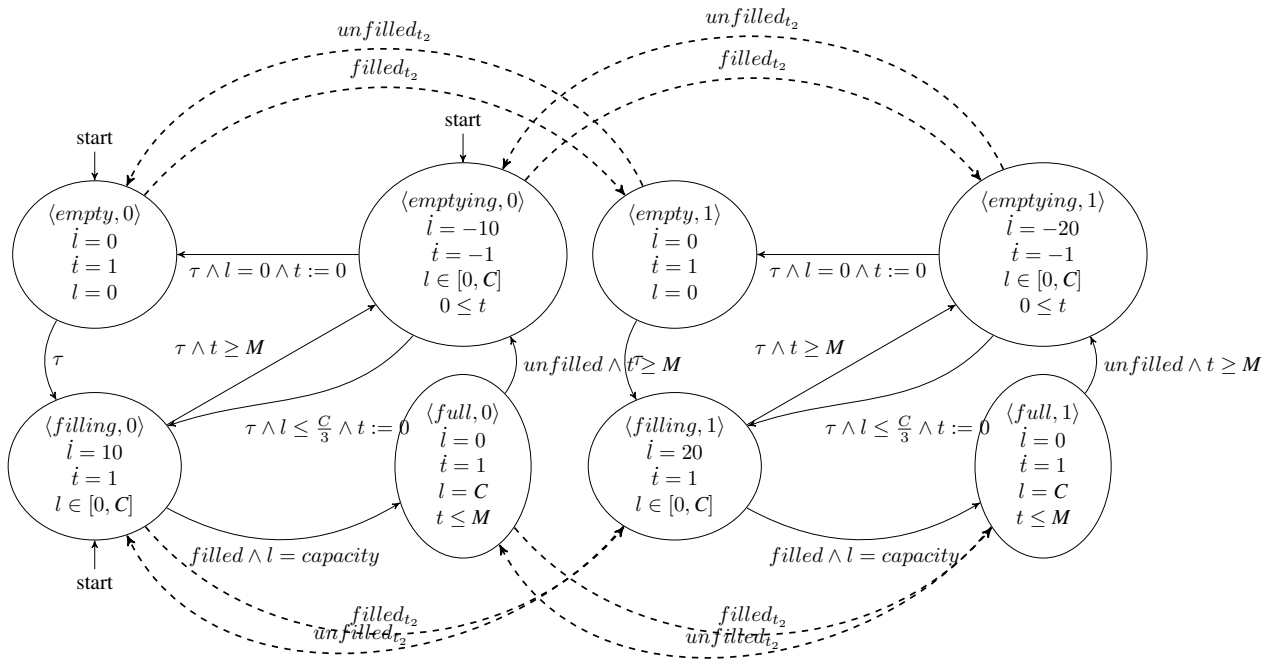 unfilled_{t_2}
unfilled_{t_2}
filled_{t_2}
filled_{t_2}
start
start
⟨empty, 0⟩
l̇ = 0
ṫ = 1
l = 0
⟨emptying, 0⟩
l̇ = −10
ṫ = −1
l ∈ [0, C]
0 ≤ t
⟨empty, 1⟩
l̇ = 0
ṫ = 1
l = 0
⟨emptying, 1⟩
l̇ = −20
ṫ = −1
l ∈ [0, C]
0 ≤ t
τ ∧ l = 0 ∧ t := 0
τ ∧ l = 0 ∧ t := 0
τ
τ ∧ t ≥ M
unfilled ∧ t ≥ M
τ
τ ∧ t ≥ M
unfilled ∧ t ≥ M
τ ∧ l ≤ C/3 ∧ t := 0
τ ∧ l ≤ C/3 ∧ t := 0
⟨filling, 0⟩
l̇ = 10
ṫ = 1
l ∈ [0, C]
⟨full, 0⟩
l̇ = 0
ṫ = 1
l = C
t ≤ M
⟨filling, 1⟩
l̇ = 20
ṫ = 1
l ∈ [0, C]
⟨full, 1⟩
l̇ = 0
ṫ = 1
l = C
t ≤ M
filled ∧ l = capacity
filled ∧ l = capacity
start
filled_{t_2}
unfilled_{t_2}
filled_{t_2}
unfilled_{t_2}